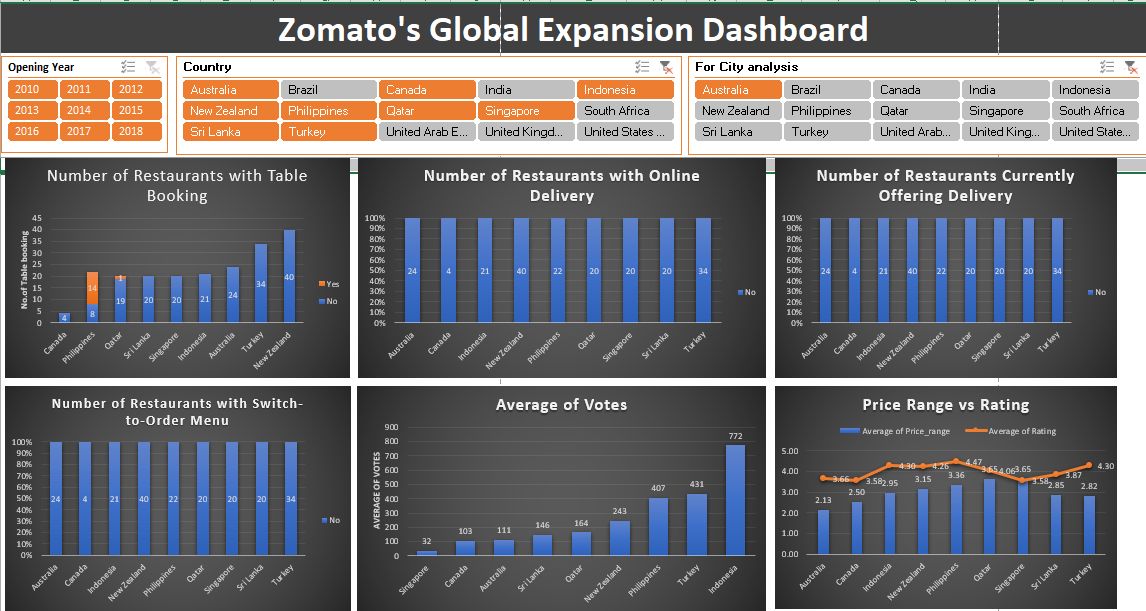 Zomato's Global Expansion Dashboard
Opening Year
2010 2011 2012
2013 2014 2015
2016 2017 2018
Country
Australia Brazil Canada India Indonesia
New Zealand Philippines Qatar Singapore South Africa
Sri Lanka Turkey United Arab E... United Kingd... United States ...
For City analysis
Australia Brazil Canada India Indonesia
New Zealand Philippines Qatar Singapore South Africa
Sri Lanka Turkey United Arab... United King... United State...
Number of Restaurants with Table
Booking
No.of Table booking
45
40
35
30
25
20
15
10
5
0
4 8 14 19 1 20 20 21 24 34 40
Canada Philippines Qatar Sri Lanka Singapore Indonesia Australia Turkey New Zealand
Yes
No
Number of Restaurants with Online
Delivery
100%
90%
80%
70%
60%
50%
40%
30%
20%
10%
0%
24 4 21 40 22 20 20 20 34
Australia Canada Indonesia New Zealand Philippines Qatar Singapore Sri Lanka Turkey
No
Number of Restaurants Currently
Offering Delivery
100%
90%
80%
70%
60%
50%
40%
30%
20%
10%
0%
24 4 21 40 22 20 20 20 34
Australia Canada Indonesia New Zealand Philippines Qatar Singapore Sri Lanka Turkey
No
Number of Restaurants with Switch-
to-Order Menu
100%
90%
80%
70%
60%
50%
40%
30%
20%
10%
0%
24 4 21 40 22 20 20 20 34
Australia Canada Indonesia New Zealand Philippines Qatar Singapore Sri Lanka Turkey
No
Average of Votes
AVERAGE OF VOTES
900
800
700
600
500
400
300
200
100
0
32 103 111 146 164 243 407 431 772
Singapore Canada Australia Sri Lanka Qatar New Zealand Philippines Turkey Indonesia
Price Range vs Rating
Average of Price_range Average of Rating
5.00
4.00
3.00
2.00
1.00
0.00
3.66 3.58 4.30 4.26 4.47 4.06 3.58 3.87 4.30
2.13 2.50 2.95 3.15 3.36 3.65 3.65 2.85 2.82
Australia Canada Indonesia New Zealand Philippines Qatar Singapore Sri Lanka Turkey